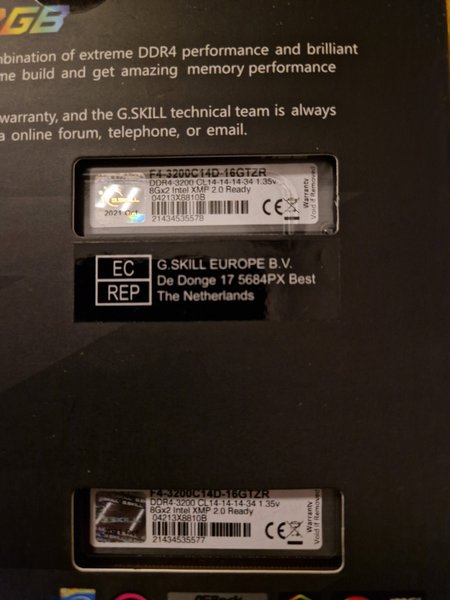 RGB
mbination of extreme DDR4 performance and brilliant
me build and get amazing memory performance
warranty, and the G.SKILL technical team is always
a online forum, telephone, or email.
F4-3200C14D-16GTZR
DDR4-3200 CL14-14-14-34 1.35v
8Gx2 Intel XMP 2.0 Ready
04213X8810B
G.SKILL
2021 Oct
21434535578
CE
Warranty
Void if Removed
EC
REP
G.SKILL EUROPE B.V.
De Donge 17 5684PX Best
The Netherlands
F4-3200C14D-16GTZR
DDR4-3200 CL14-14-14-34 1.35v
8Gx2 Intel XMP 2.0 Ready
04213X8810B
G.SKILL
21434535577
CE
Warranty
Void if Removed